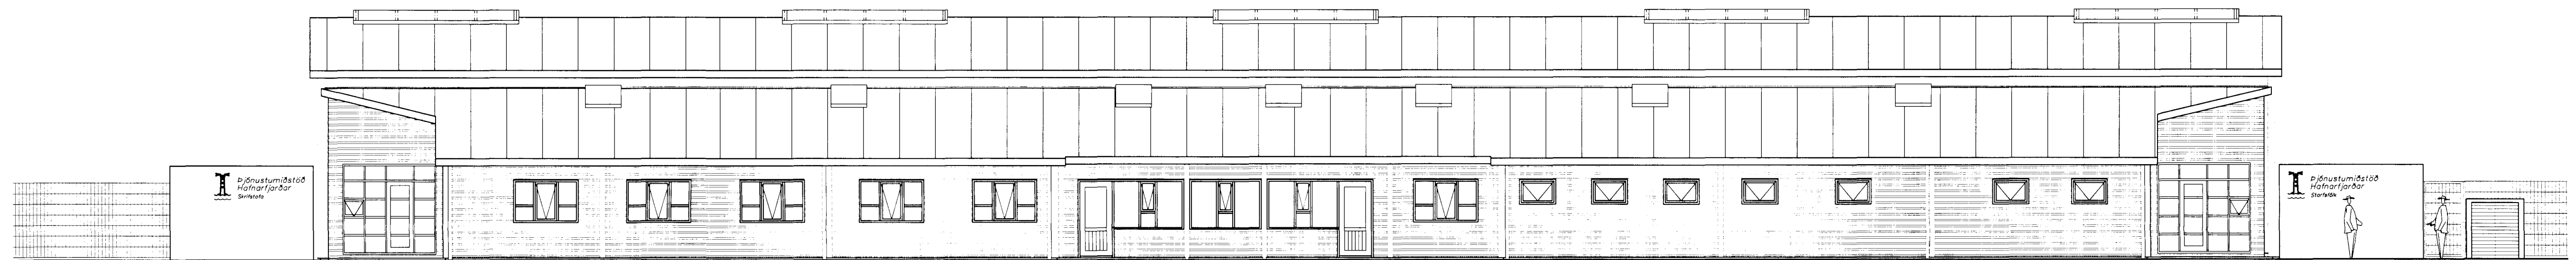 Þjónustumiðstöð
Hafnarfjarðar
Skrifstofa
Þjónustumiðstöð
Hafnarfjarðar
Starfsfólk